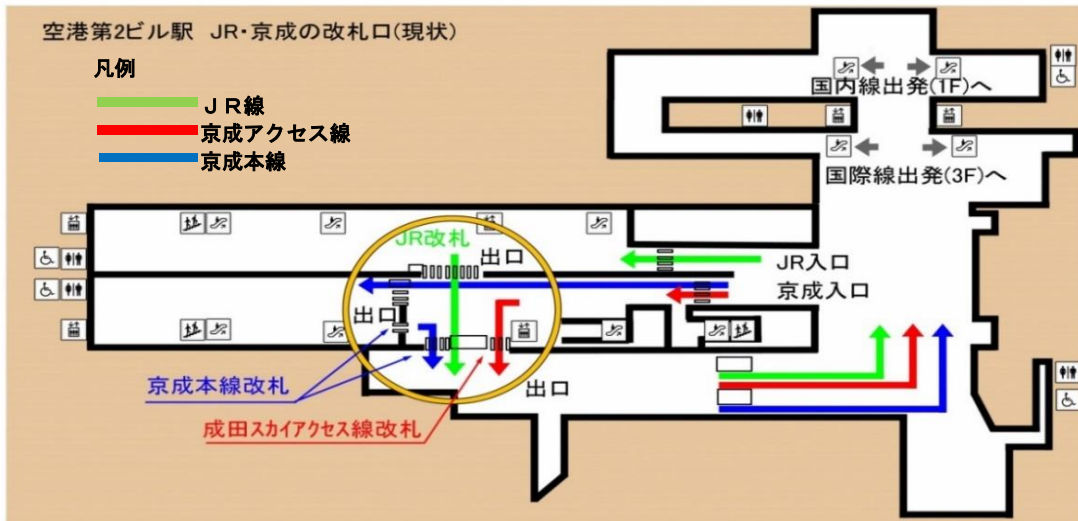 空港第2ビル駅 JR・京成の改札口(現状)
凡例
JR線
京成アクセス線
京成本線
国内線出発(1F)へ
国際線出発(3F)へ
JR改札
出口
JR入口
京成入口
出口
京成本線改札
出口
成田スカイアクセス線改札